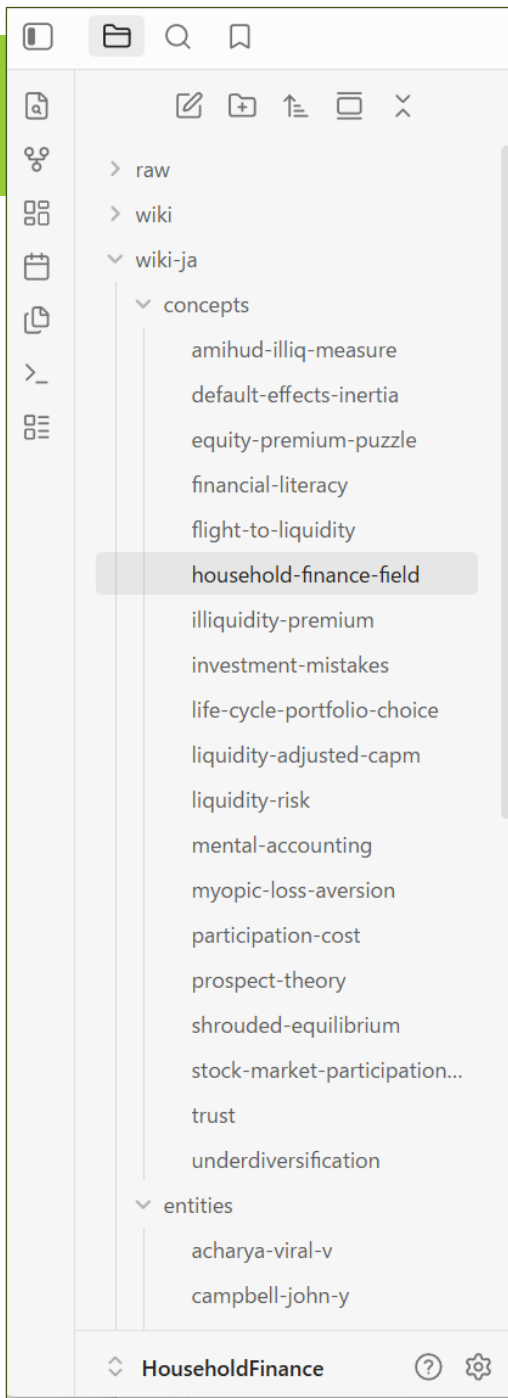 raw
wiki
wiki-ja
concepts
amihud-illiq-measure
default-effects-inertia
equity-premium-puzzle
financial-literacy
flight-to-liquidity
household-finance-field
illiquidity-premium
investment-mistakes
life-cycle-portfolio-choice
liquidity-adjusted-capm
liquidity-risk
mental-accounting
myopic-loss-aversion
participation-cost
prospect-theory
shrouded-equilibrium
stock-market-participation...
trust
underdiversification
entities
acharya-viral-v
campbell-john-y
HouseholdFinance